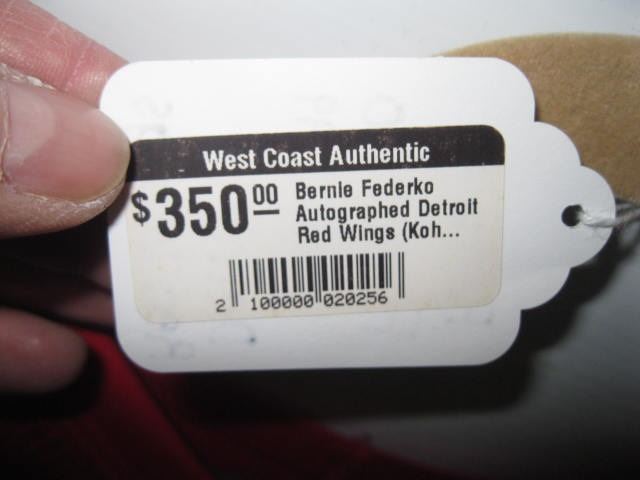 West Coast Authentic
$350.00
Bernie Federko
Autographed Detroit
Red Wings (Koh...
2 100000 020256